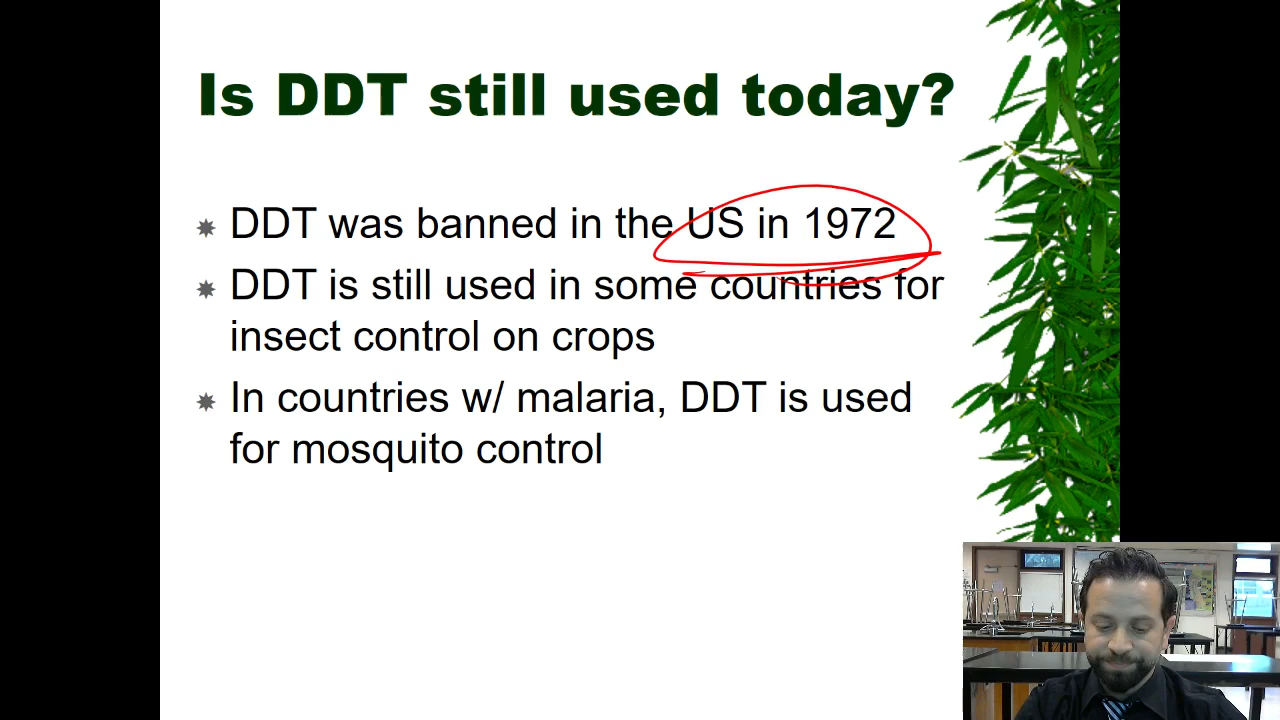 Is DDT still used today?
DDT was banned in the US in 1972
DDT is still used in some countries for
insect control on crops
In countries w/ malaria, DDT is used
for mosquito control